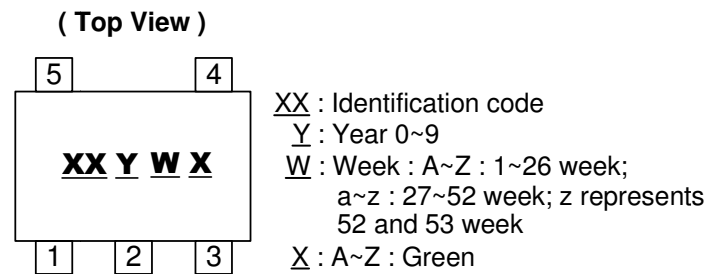 ( Top View )
5 4
XX Y W X
1 2 3
XX : Identification code
Y : Year 0~9
W : Week : A~Z : 1~26 week;
a~z : 27~52 week; z represents
52 and 53 week
X : A~Z : Green